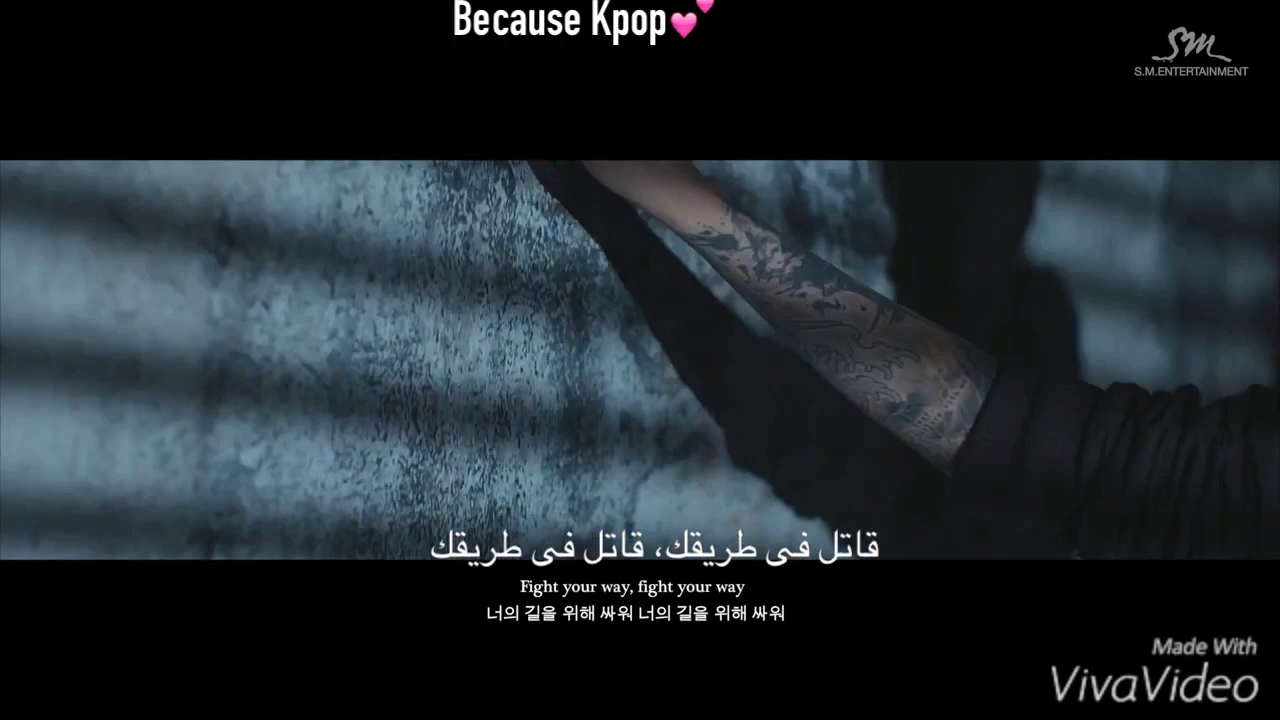 Because Kpop💕
SM
S.M.ENTERTAINMENT
قاتل فى طريقك، قاتل فى طريقك
Fight your way, fight your way
너의 길을 위해 싸워 너의 길을 위해 싸워
Made With
VivaVideo